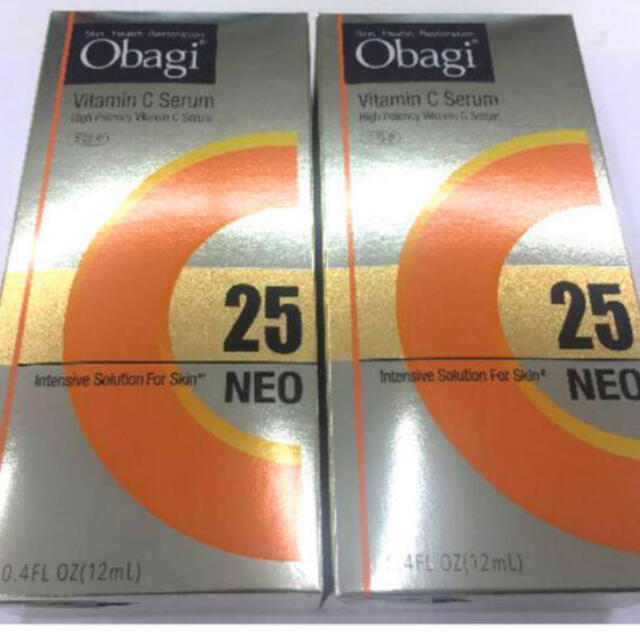 Skin Health Restoration
Obagi®
Vitamin C Serum
High Potency Vitamin C Serum
25
Intensive Solution For Skin
NEO
0.4FL OZ(12mL)
Skin Health Restoration
Obagi®
Vitamin C Serum
High Potency Vitamin C Serum
25
Intensive Solution For Skin
NEO
.4FL OZ(12mL)